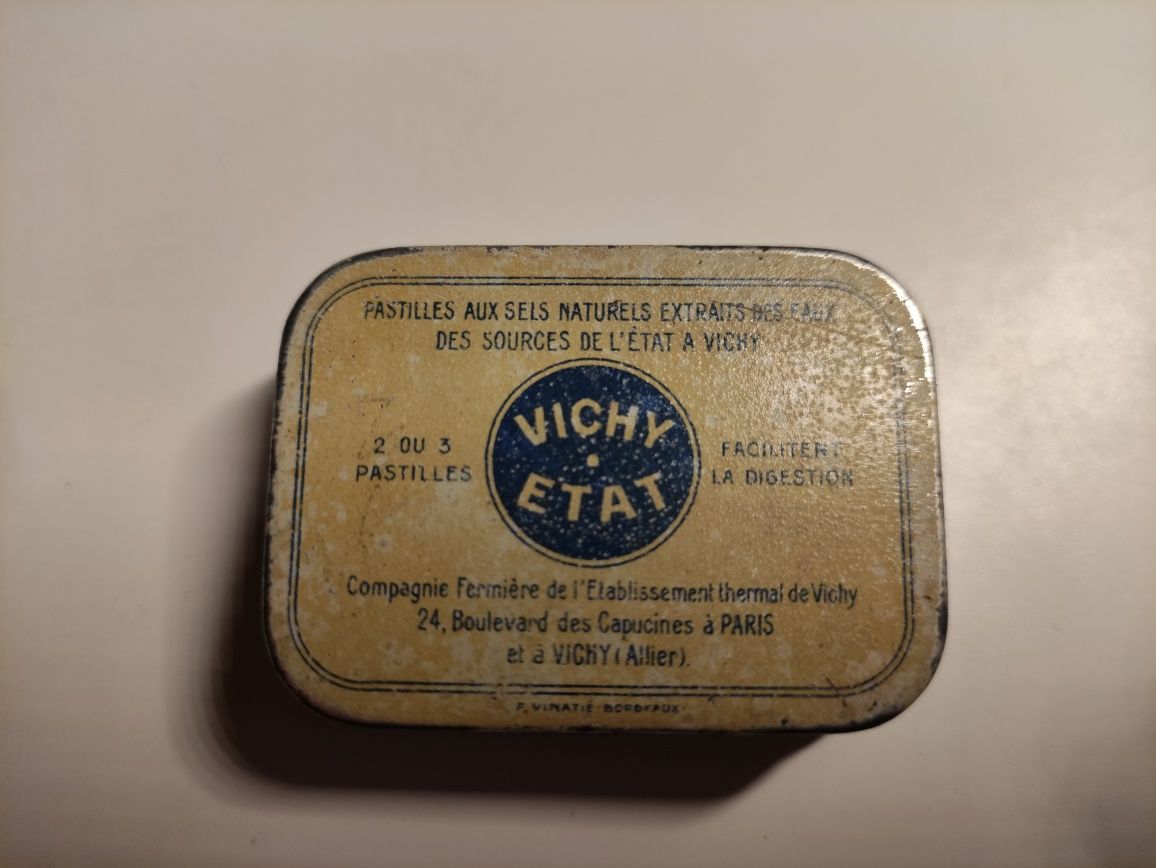 PASTILLES AUX SELS NATURELS EXTRAITS DES EAUX
DES SOURCES DE L'ÉTAT A VICHY
VICHY
ETAT
2 OU 3
PASTILLES
FACILITENT
LA DIGESTION
Compagnie Fermière de l'Etablissement thermal de Vichy
24, Boulevard des Capucines à PARIS
et à VICHY (Allier).
F. VINATIÉ BORDEAUX